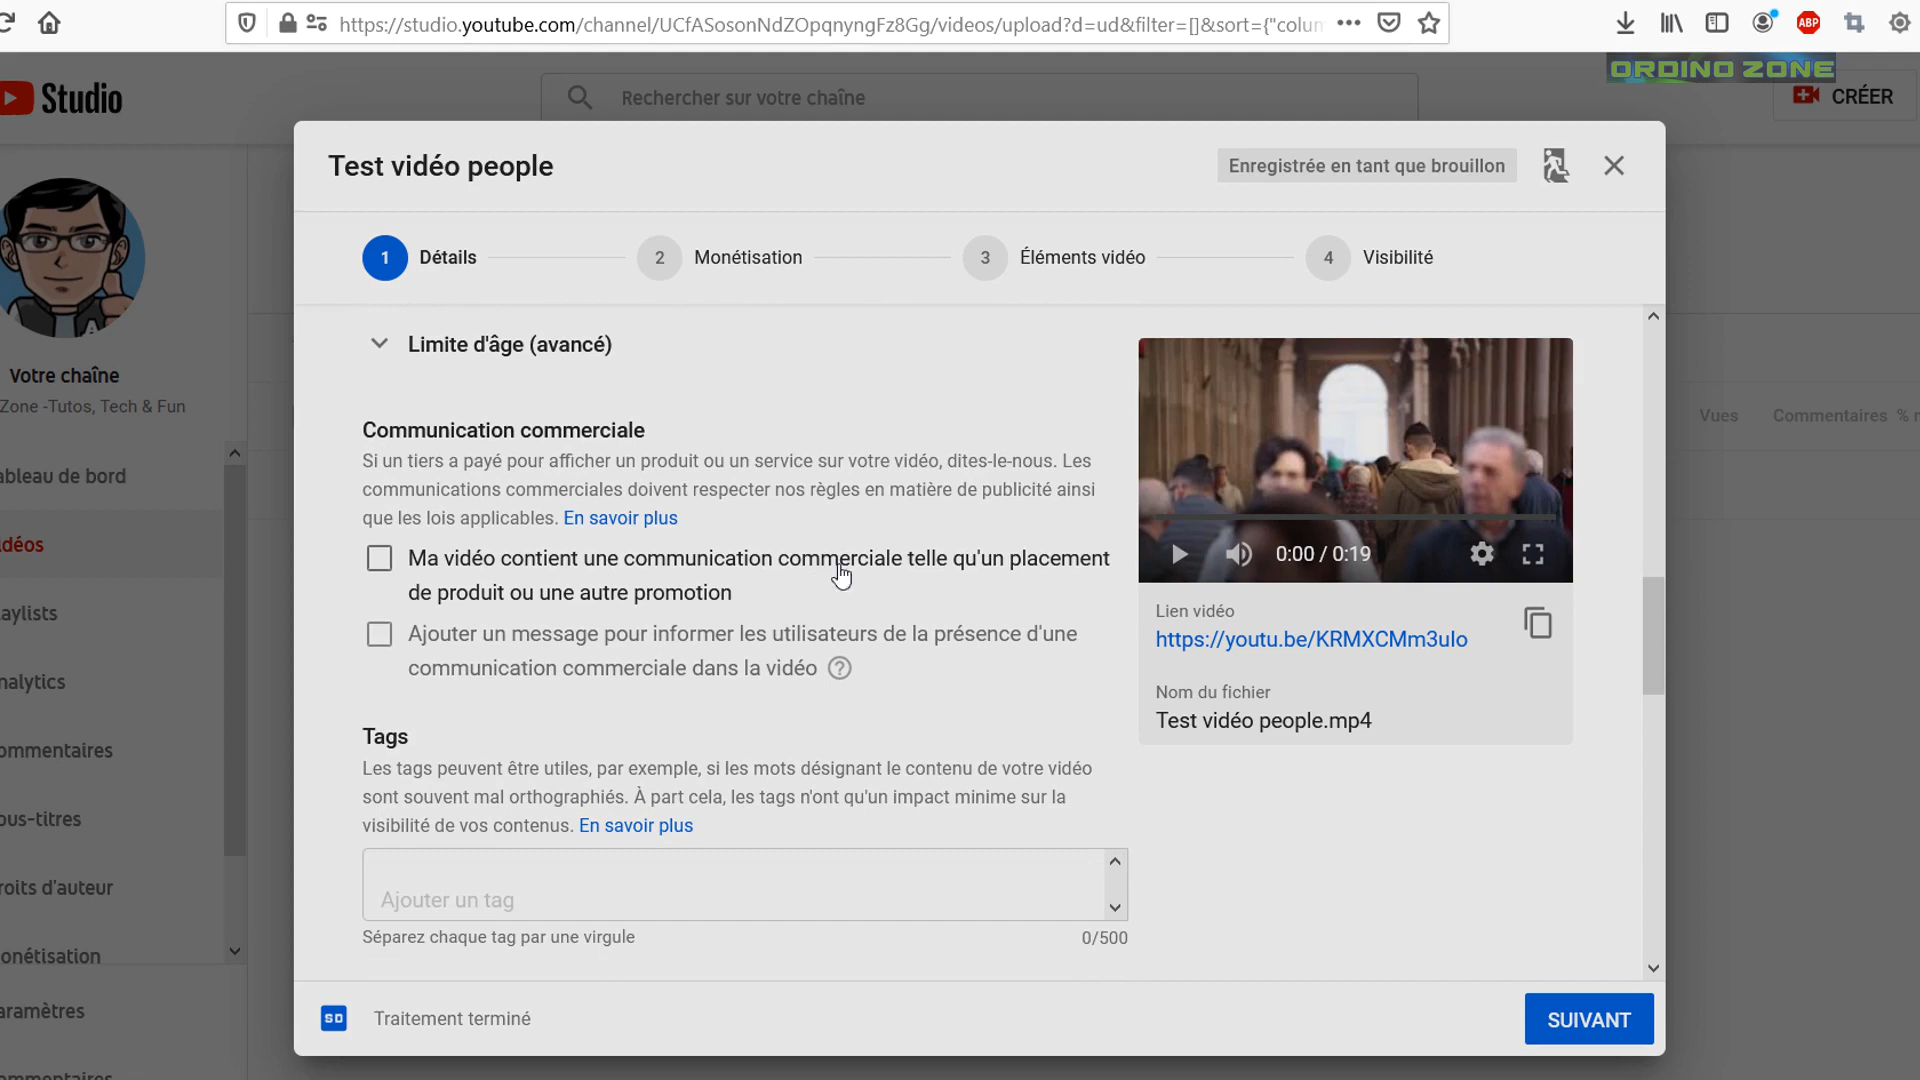 https://studio.youtube.com/channel/UCfASosonNdZOpqnyngFz8Gg/videos/upload?d=ud&filter=[]&sort={"colum
ABP
ORDINO ZONE
Studio
Rechercher sur votre chaîne
CRÉER
Test vidéo people
Enregistrée en tant que brouillon
1 Détails
2 Monétisation
3 Éléments vidéo
4 Visibilité
Limite d'âge (avancé)
Votre chaîne
Zone -Tutos, Tech & Fun
Vues Commentaires %
Communication commerciale
Si un tiers a payé pour afficher un produit ou un service sur votre vidéo, dites-le-nous. Les
communications commerciales doivent respecter nos règles en matière de publicité ainsi
que les lois applicables. En savoir plus
Ma vidéo contient une communication commerciale telle qu'un placement
de produit ou une autre promotion
Ajouter un message pour informer les utilisateurs de la présence d'une
communication commerciale dans la vidéo ?
0:00 / 0:19
Lien vidéo
https://youtu.be/KRMXCMm3ulo
Nom du fichier
Test vidéo people.mp4
Tags
Les tags peuvent être utiles, par exemple, si les mots désignant le contenu de votre vidéo
sont souvent mal orthographiés. À part cela, les tags n'ont qu'un impact minime sur la
visibilité de vos contenus. En savoir plus
Ajouter un tag
Séparez chaque tag par une virgule
0/500
ableau de bord
idéos
aylists
nalytics
ommentaires
ous-titres
roits d'auteur
onétisation
aramètres
SD Traitement terminé
SUIVANT